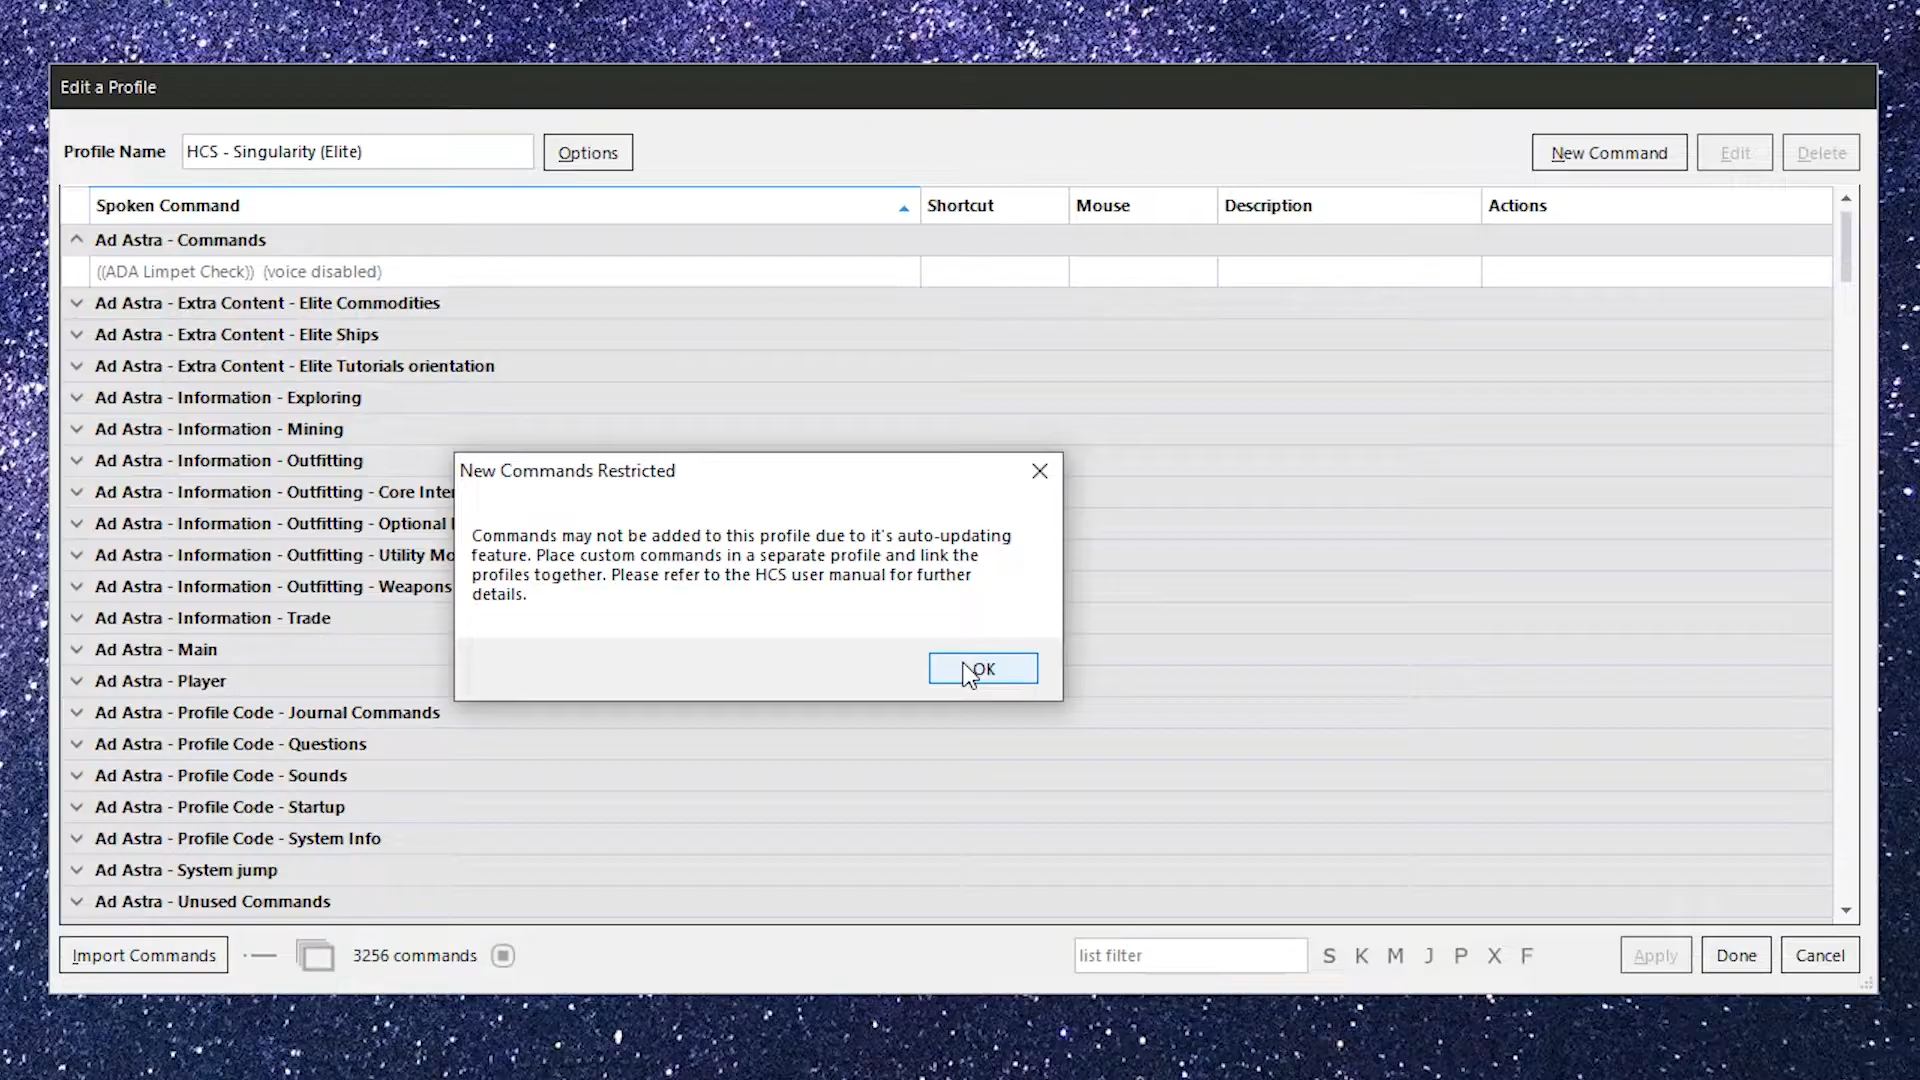 Edit a Profile
Profile Name HCS - Singularity (Elite) Options New Command Edit Delete
Spoken Command Shortcut Mouse Description Actions
Ad Astra - Commands
((ADA Limpet Check)) (voice disabled)
Ad Astra - Extra Content - Elite Commodities
Ad Astra - Extra Content - Elite Ships
Ad Astra - Extra Content - Elite Tutorials orientation
Ad Astra - Information - Exploring
Ad Astra - Information - Mining
Ad Astra - Information - Outfitting
Ad Astra - Information - Outfitting - Core
Ad Astra - Information - Outfitting - Optional
Ad Astra - Information - Outfitting - Utility
Ad Astra - Information - Outfitting - Weapons
Ad Astra - Information - Trade
Ad Astra - Main
Ad Astra - Player
Ad Astra - Profile Code - Journal Commands
Ad Astra - Profile Code - Questions
Ad Astra - Profile Code - Sounds
Ad Astra - Profile Code - Startup
Ad Astra - Profile Code - System Info
Ad Astra - System jump
Ad Astra - Unused Commands
New Commands Restricted
Commands may not be added to this profile due to it's auto-updating
feature. Place custom commands in a separate profile and link the
profiles together. Please refer to the HCS user manual for further
details.
OK
Import Commands 3256 commands list filter S K M J P X F Apply Done Cancel